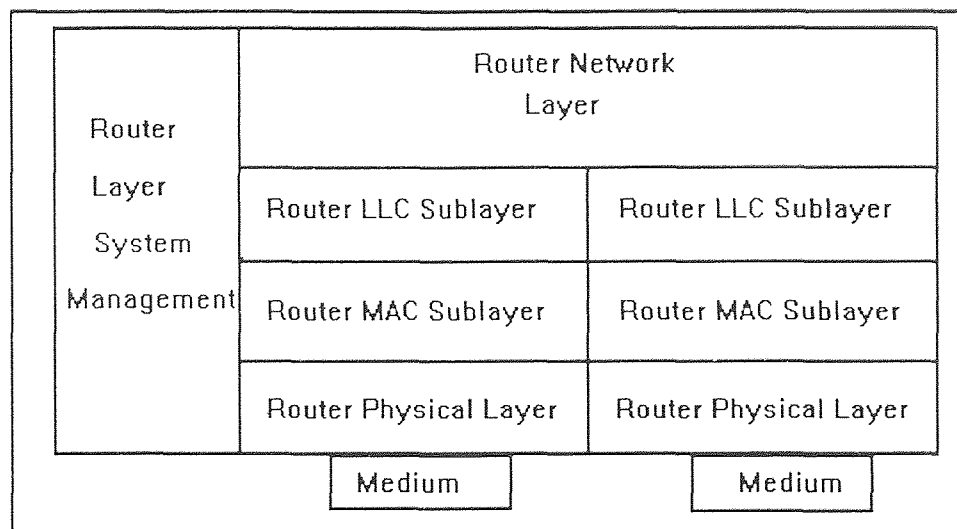 Router Network
Layer
Router
Layer
System
Management
Router LLC Sublayer
Router LLC Sublayer
Router MAC Sublayer
Router MAC Sublayer
Router Physical Layer
Router Physical Layer
Medium
Medium